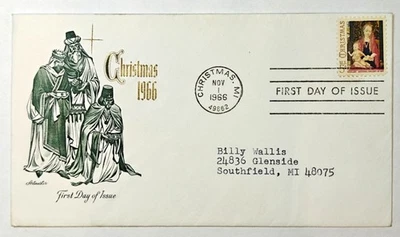 Christmas
1966
Artmaster
First Day of Issue
CHRISTMAS, MI
NOV
1
1966
49862
FIRST DAY OF ISSUE
CHRISTMAS
Billy Wallis
24836 Glenside
Southfield, MI 48075